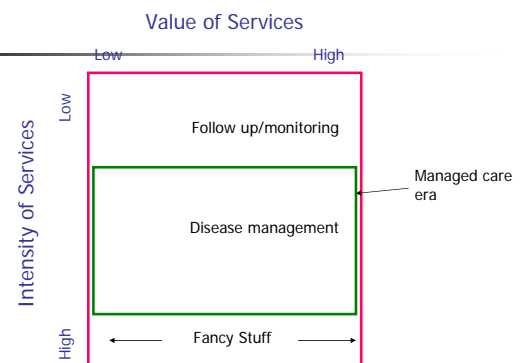 Value of Services
Low High
Low
Follow up/monitoring
Intensity of Services
Managed care
era
Disease management
High
Fancy Stuff